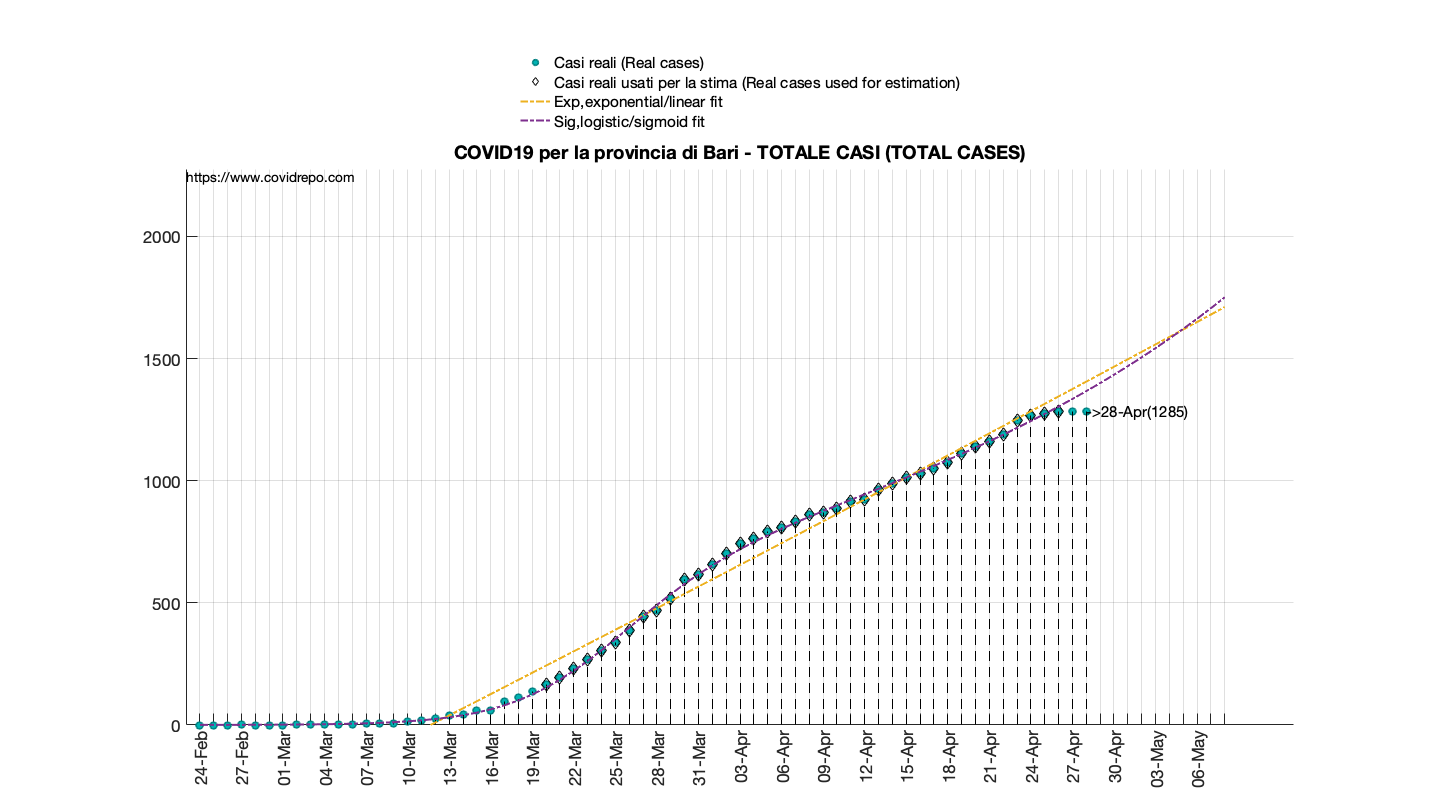 Casi reali (Real cases)
Casi reali usati per la stima (Real cases used for estimation)
Exp,exponential/linear fit
Sig,logistic/sigmoid fit
COVID19 per la provincia di Bari - TOTALE CASI (TOTAL CASES)
https://www.covidrepo.com
2000
1500
1000
500
0
>28-Apr(1285)
24-Feb
27-Feb
01-Mar
04-Mar
07-Mar
10-Mar
13-Mar
16-Mar
19-Mar
22-Mar
25-Mar
28-Mar
31-Mar
03-Apr
06-Apr
09-Apr
12-Apr
15-Apr
18-Apr
21-Apr
24-Apr
27-Apr
30-Apr
03-May
06-May